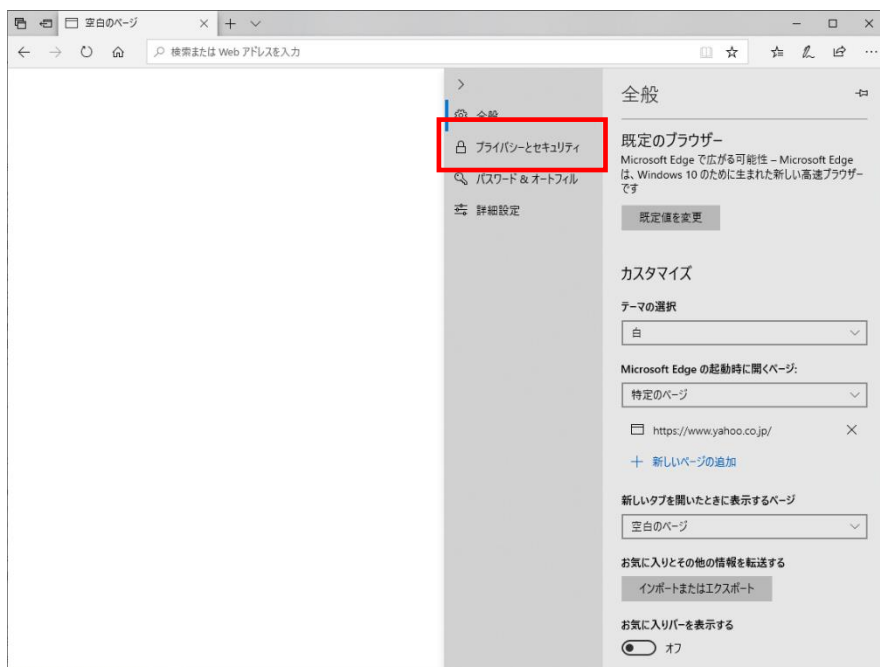 空白のページ
検索または Web アドレスを入力
全般
プライバシーとセキュリティ
パスワード & オートフィル
詳細設定
全般
既定のブラウザー
Microsoft Edge で広がる可能性 – Microsoft Edge
は、Windows 10 のために生まれた新しい高速ブラウザー
です
既定値を変更
カスタマイズ
テーマの選択
白
Microsoft Edge の起動時に開くページ:
特定のページ
https://www.yahoo.co.jp/
新しいページの追加
新しいタブを開いたときに表示するページ
空白のページ
お気に入りとその他の情報を転送する
インポートまたはエクスポート
お気に入りバーを表示する
オフ